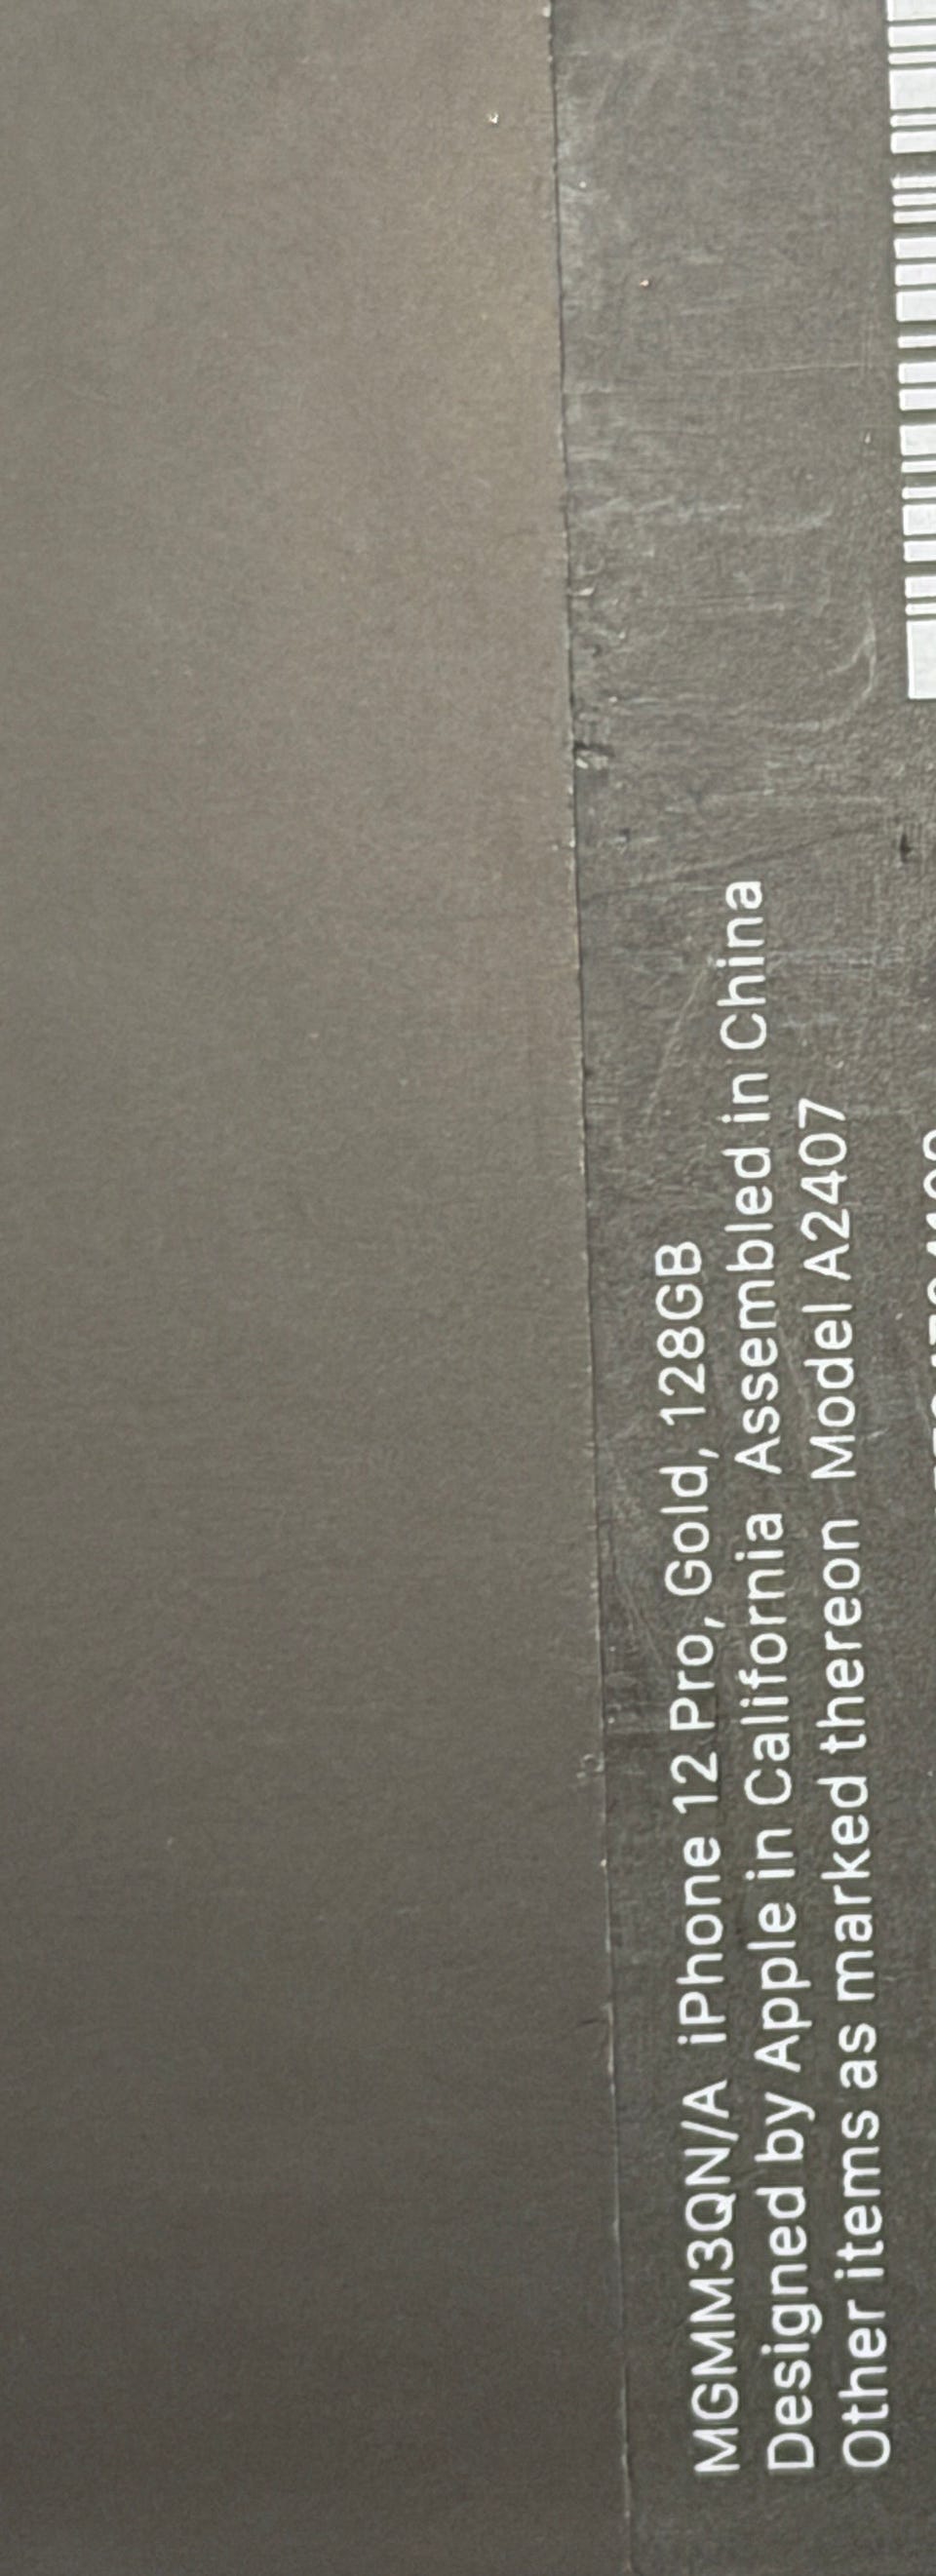 MGMM3QN/A iPhone 12 Pro, Gold, 128GB
Designed by Apple in California Assembled in China
Other items as marked thereon Model A2407